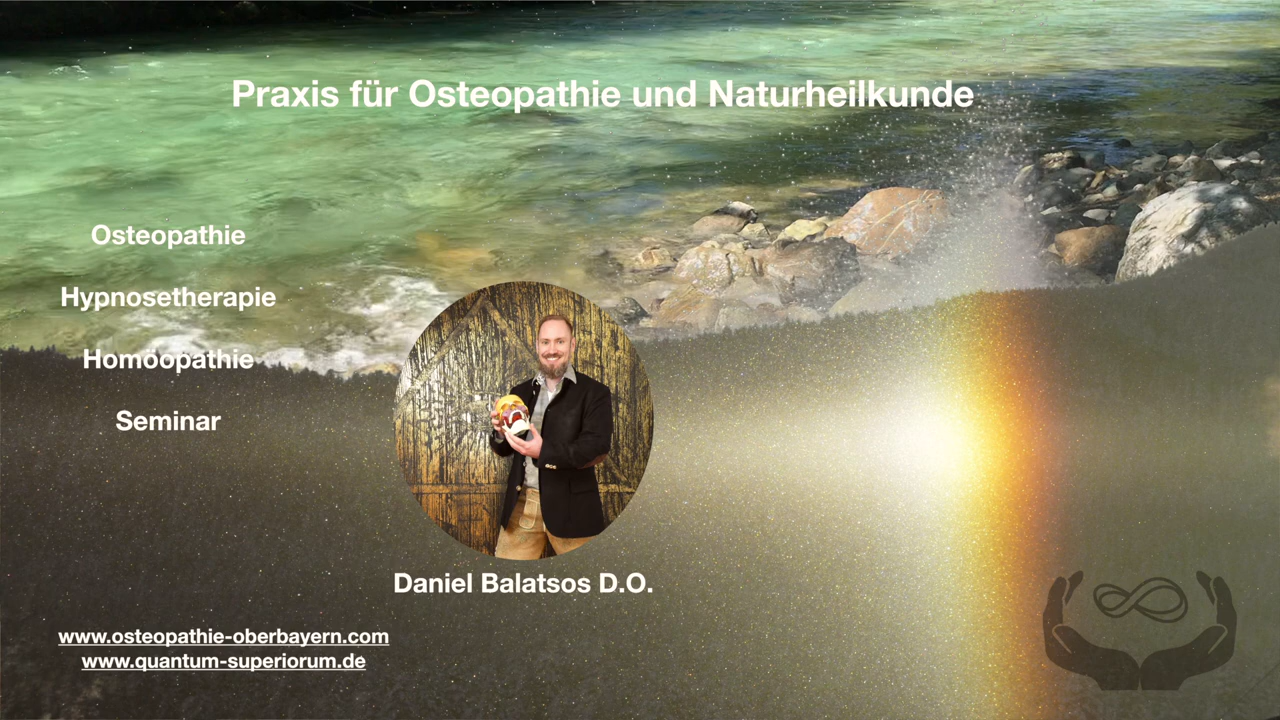 Praxis für Osteopathie und Naturheilkunde
Osteopathie
Hypnosetherapie
Homöopathie
Seminar
Daniel Balatsos D.O.
www.osteopathie-oberbayern.com
www.quantum-superiorum.de